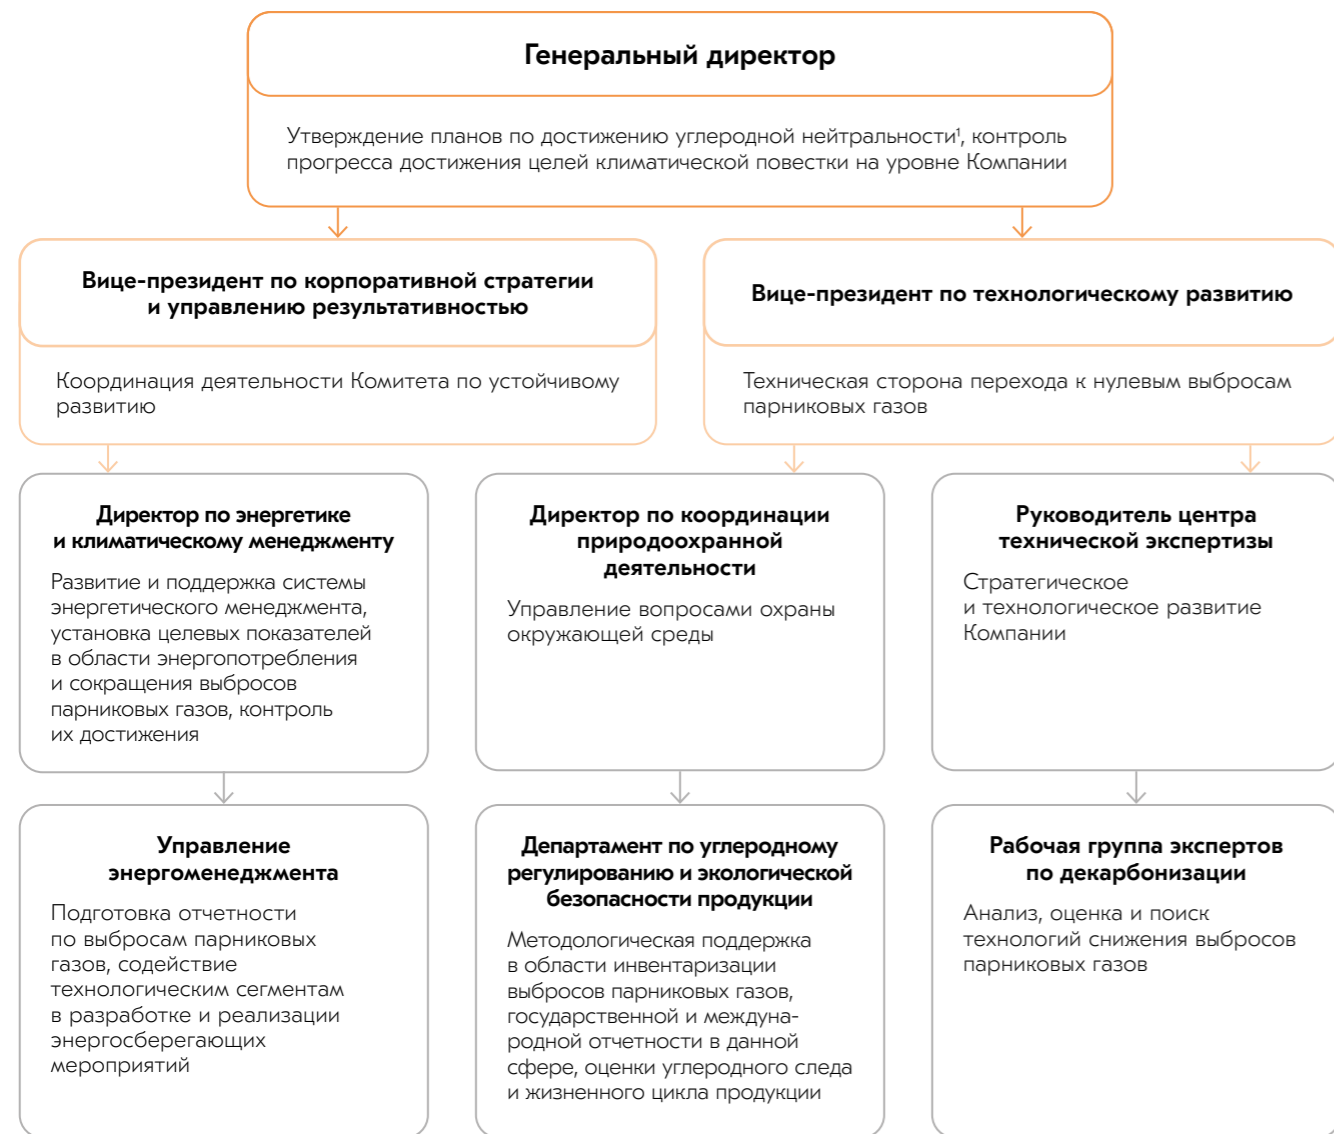 Генеральный директор
Утверждение планов по достижению углеродной нейтральности¹, контроль
прогресса достижения целей климатической повестки на уровне Компании
Вице-президент по корпоративной стратегии
и управлению результативностью
Координация деятельности Комитета по устойчивому
развитию
Вице-президент по технологическому развитию
Техническая сторона перехода к нулевым выбросам
парниковых газов
Директор по энергетике
и климатическому менеджменту
Развитие и поддержка системы
энергетического менеджмента,
установка целевых показателей
в области энергопотребления
и сокращения выбросов
парниковых газов, контроль
их достижения
Директор по координации
природоохранной
деятельности
Управление вопросами охраны
окружающей среды
Руководитель центра
технической экспертизы
Стратегическое
и технологическое развитие
Компании
Управление
энергоменеджмента
Подготовка отчетности
по выбросам парниковых
газов, содействие
технологическим сегментам
в разработке и реализации
энергосберегающих
мероприятий
Департамент по углеродному
регулированию и экологической
безопасности продукции
Методологическая поддержка
в области инвентаризации
выбросов парниковых газов,
государственной и междуна-
родной отчетности в данной
сфере, оценки углеродного следа
и жизненного цикла продукции
Рабочая группа экспертов
по декарбонизации
Анализ, оценка и поиск
технологий снижения выбросов
парниковых газов